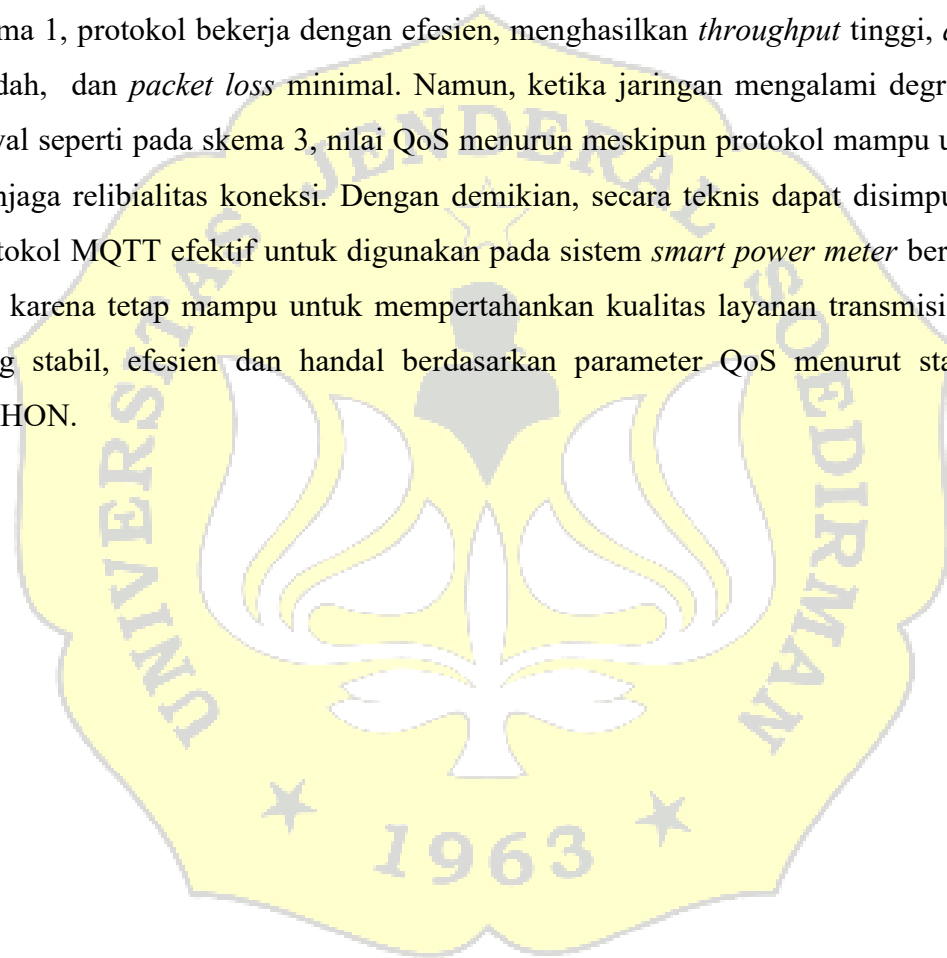 ma 1, protokol bekerja dengan efesien, menghasilkan throughput tinggi,
dah, dan packet loss minimal. Namun, ketika jaringan mengalami degr
val seperti pada skema 3, nilai QoS menurun meskipun protokol mampu u
njaga relibialitas koneksi. Dengan demikian, secara teknis dapat disimpu
tokol MQTT efektif untuk digunakan pada sistem smart power meter ber
karena tetap mampu untuk mempertahankan kualitas layanan transmisi
g stabil, efesien dan handal berdasarkan parameter QoS menurut sta
HON.
UNIVERSITAS JENDERAL SOEDIRMAN
1963